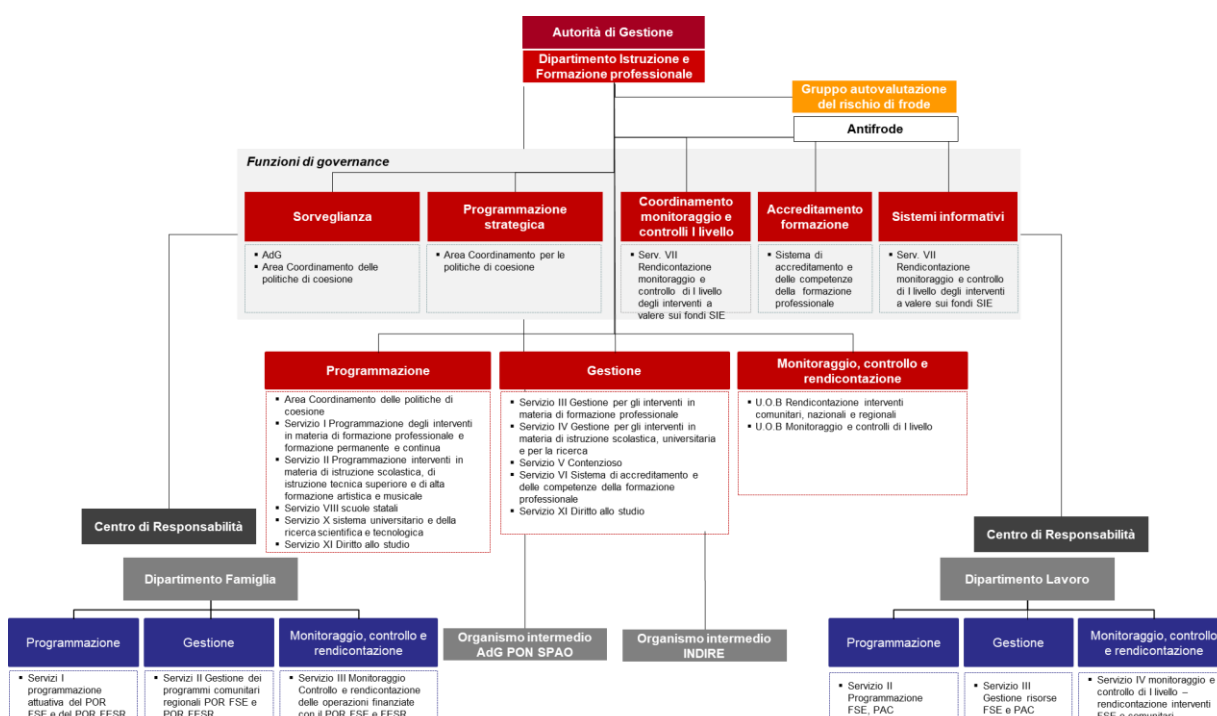 Autorità di Gestione
Dipartimento Istruzione e
Formazione professionale
Gruppo autovalutazione
del rischio di frode
Antifrode
Funzioni di governance
Sorveglianza
▪ AdG
▪ Area Coordinamento delle
politiche di coesione
Programmazione
strategica
▪ Area Coordinamento per le
politiche di coesione
Coordinamento
monitoraggio e
controlli I livello
▪ Serv. VII
Rendicontazione
monitoraggio e
controllo di I livello
degli interventi a
valere sui fondi SIE
Accreditamento
formazione
▪ Sistema di
accreditamento e
delle competenze
della formazione
professionale
Sistemi informativi
▪ Serv. VII
Rendicontazione
monitoraggio e controllo
di I livello degli interventi
a valere sui fondi SIE
Programmazione
▪ Area Coordinamento delle politiche di
coesione
▪ Servizio I Programmazione degli interventi
in materia di formazione professionale e
formazione permanente e continua
▪ Servizio II Programmazione interventi in
materia di istruzione scolastica, di
istruzione tecnica superiore e di alta
formazione artistica e musicale
▪ Servizio VIII scuole statali
▪ Servizio X sistema universitario e della
ricerca scientifica e tecnologica
▪ Servizio XI Diritto allo studio
Gestione
▪ Servizio III Gestione per gli interventi in
materia di formazione professionale
▪ Servizio IV Gestione per gli interventi in
materia di istruzione scolastica, universitaria
e per la ricerca
▪ Servizio V Contenzioso
▪ Servizio VI Sistema di accreditamento e
delle competenze della formazione
professionale
▪ Servizio XI Diritto allo studio
Monitoraggio, controllo e
rendicontazione
▪ U.O.B Rendicontazione interventi
comunitari, nazionali e regionali
▪ U.O.B Monitoraggio e controlli di I livello
Centro di Responsabilità
Dipartimento Famiglia
Programmazione
▪ Servizi I
programmazione
attuativa del POR
FSE e del POR FESR
Gestione
▪ Servizi II Gestione dei
programmi comunitari
regionali POR FSE e
POR FESR
Monitoraggio, controllo e
rendicontazione
▪ Servizio III Monitoraggio
Controllo e rendicontazione
delle operazioni finanziate
con il POR FSE e FESR
Organismo intermedio
AdG PON SPAO
Organismo intermedio
INDIRE
Centro di Responsabilità
Dipartimento Lavoro
Programmazione
▪ Servizio II
Programmazione
FSE, PAC
Gestione
▪ Servizio III
Gestione risorse
FSE e PAC
Monitoraggio, controllo
e rendicontazione
▪ Servizio IV monitoraggio e
controllo di I livello –
rendicontazione interventi
FSE e comunitari